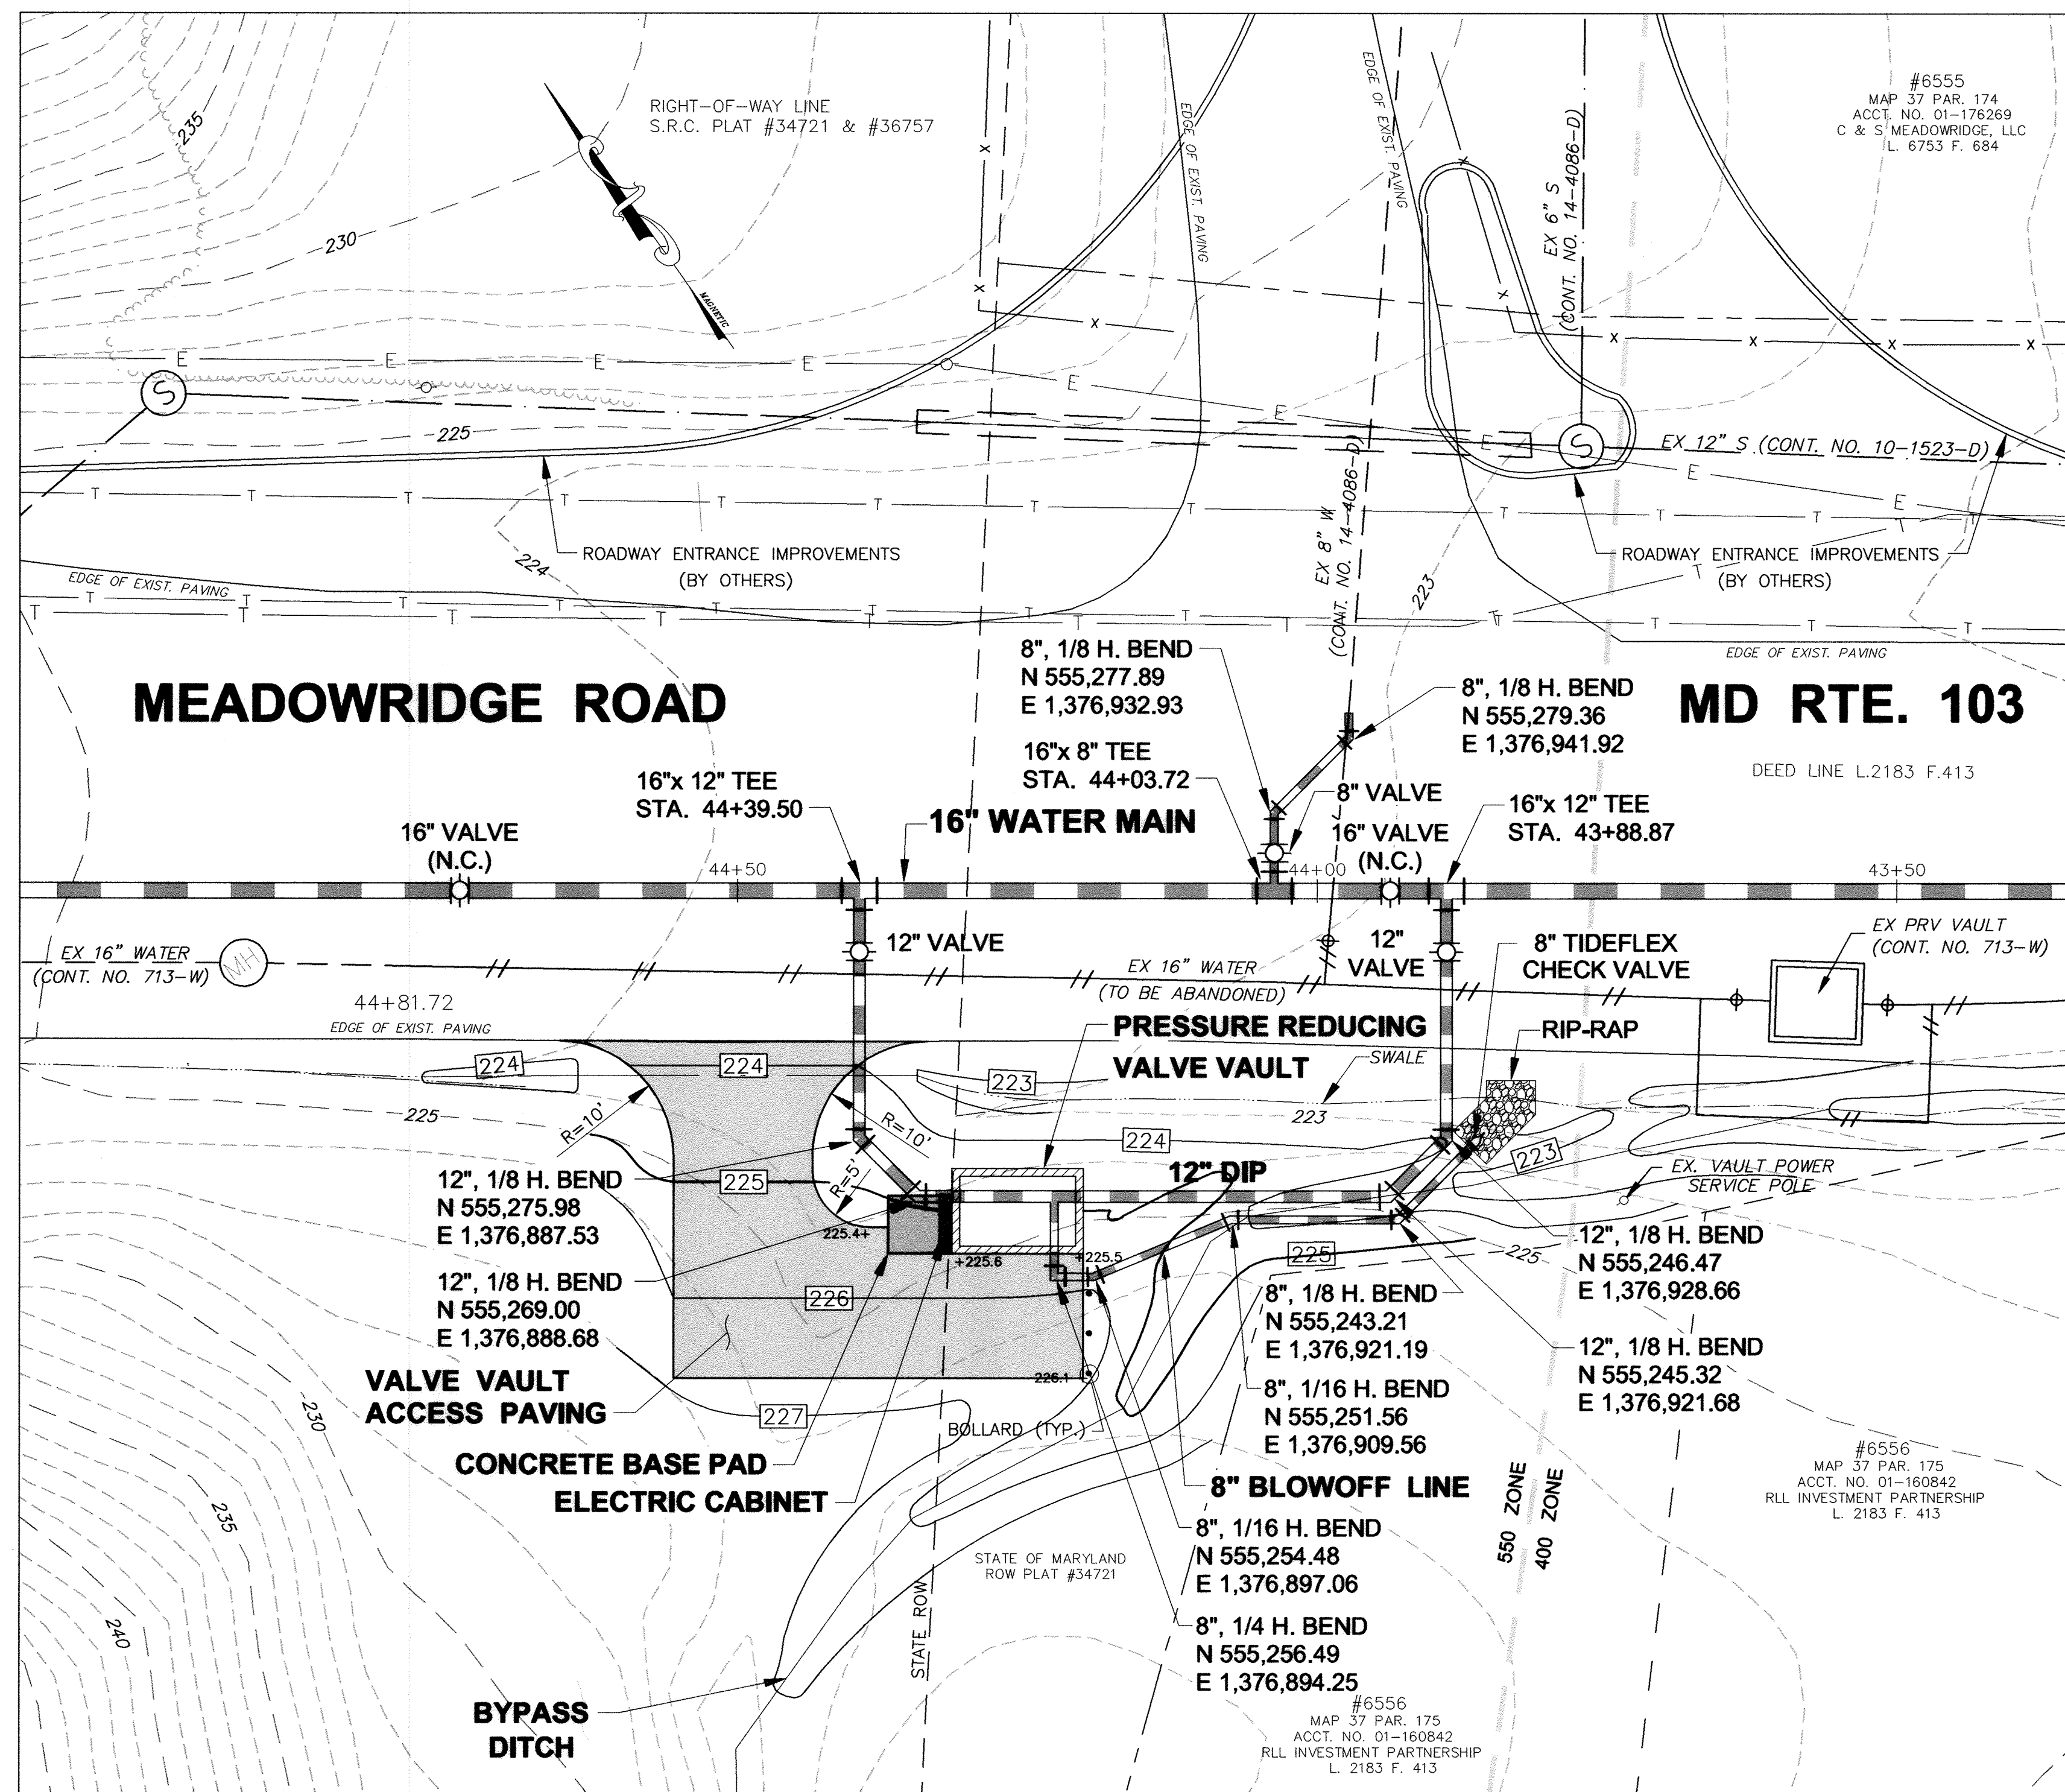 235
RIGHT-OF-WAY LINE
S.R.C. PLAT #34721 & #36757
230
MAGNETIC
EDGE OF EXIST. PAVING
EDGE OF EXIST. PAVING
EX 6" S
(CONT. NO. 14-4086-D)
#6555
MAP 37 PAR. 174
ACCT. NO. 01-176269
C & S MEADOWRIDGE, LLC
L. 6753 F. 684
X
X
X
X
X
X
X
X
X
E
E
E
E
E
E
E
E
E
S
S
225
EX 12" S (CONT. NO. 10-1523-D)
T
T
T
T
T
T
T
T
T
T
T
T
ROADWAY ENTRANCE IMPROVEMENTS
(BY OTHERS)
224
EX 8" W
(CONT. NO. 14-4086-D)
223
ROADWAY ENTRANCE IMPROVEMENTS
(BY OTHERS)
EDGE OF EXIST. PAVING
T
T
T
T
T
T
T
T
T
T
T
T
EDGE OF EXIST. PAVING
MEADOWRIDGE ROAD
MD RTE. 103
8", 1/8 H. BEND
N 555,277.89
E 1,376,932.93
8", 1/8 H. BEND
N 555,279.36
E 1,376,941.92
DEED LINE L.2183 F.413
16"x 12" TEE
STA. 44+39.50
16"x 8" TEE
STA. 44+03.72
8" VALVE
16"x 12" TEE
STA. 43+88.87
16" VALVE
(N.C.)
16" WATER MAIN
16" VALVE
(N.C.)
44+50
44+00
43+50
EX 16" WATER
(CONT. NO. 713-W)
MH
12" VALVE
EX 16" WATER
(TO BE ABANDONED)
12"
VALVE
8" TIDEFLEX
CHECK VALVE
EX PRV VAULT
(CONT. NO. 713-W)
44+81.72
EDGE OF EXIST. PAVING
PRESSURE REDUCING
VALVE VAULT
SWALE
RIP-RAP
224
224
223
225
R=10'
R=10'
R=5'
223
224
223
12" DIP
EX. VAULT POWER
SERVICE POLE
12", 1/8 H. BEND
N 555,275.98
E 1,376,887.53
225
225.4+
+225.6
+225.5
225
225
12", 1/8 H. BEND
N 555,246.47
E 1,376,928.66
12", 1/8 H. BEND
N 555,269.00
E 1,376,888.68
226
8", 1/8 H. BEND
N 555,243.21
E 1,376,921.19
12", 1/8 H. BEND
N 555,245.32
E 1,376,921.68
226.1
VALVE VAULT
ACCESS PAVING
227
BOLLARD (TYP.)
8", 1/16 H. BEND
N 555,251.56
E 1,376,909.56
230
CONCRETE BASE PAD
ELECTRIC CABINET
8" BLOWOFF LINE
550 ZONE
400 ZONE
#6556
MAP 37 PAR. 175
ACCT. NO. 01-160842
RLL INVESTMENT PARTNERSHIP
L. 2183 F. 413
235
STATE OF MARYLAND
ROW PLAT #34721
8", 1/16 H. BEND
N 555,254.48
E 1,376,897.06
STATE ROW
240
8", 1/4 H. BEND
N 555,256.49
E 1,376,894.25
BYPASS
DITCH
#6556
MAP 37 PAR. 175
ACCT. NO. 01-160842
RLL INVESTMENT PARTNERSHIP
L. 2183 F. 413